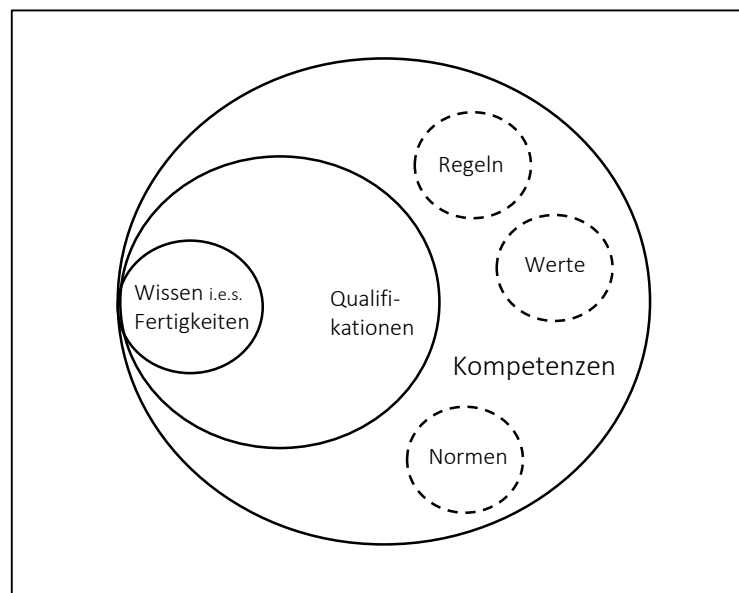 Regeln
Werte
Wissen i.e.s.
Fertigkeiten
Qualifi-
kationen
Kompetenzen
Normen